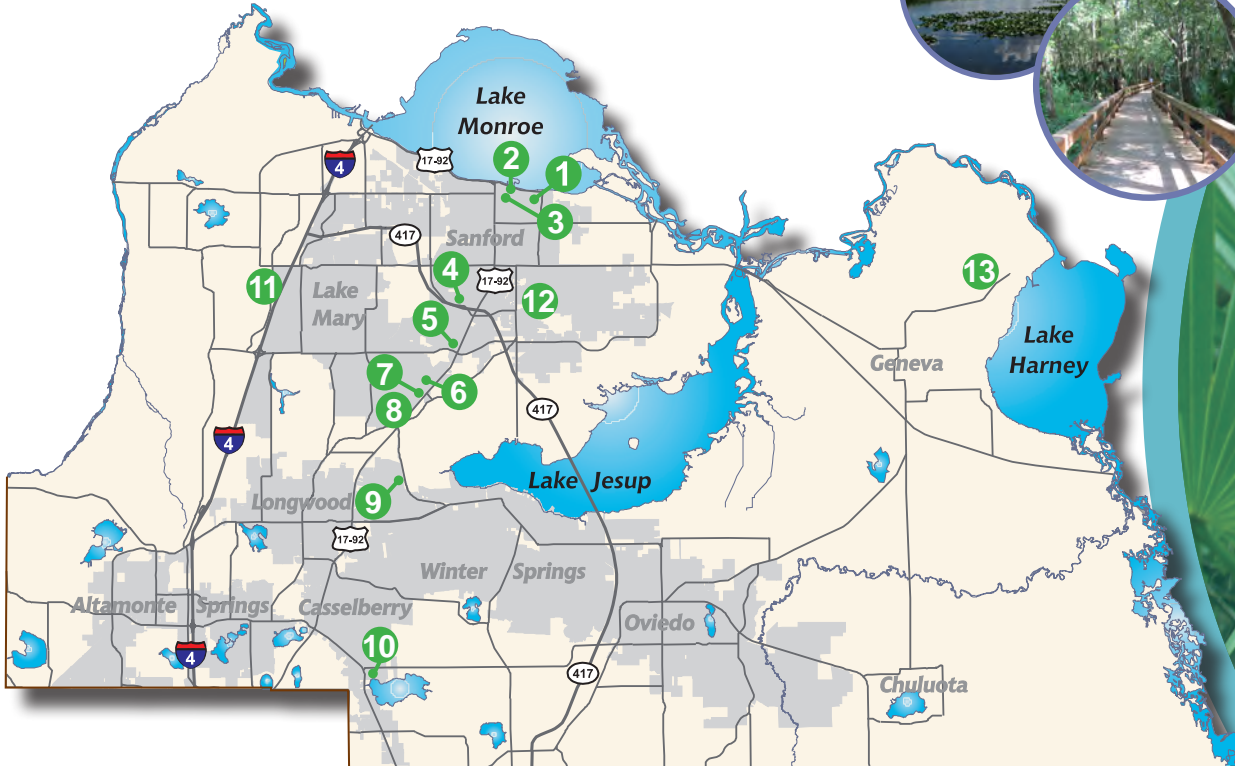 Lake
Monroe
2
17-92
4
1
3
417
Sanford
4
17-92
13
11
Lake
Mary
12
5
Lake
Harney
Geneva
7
6
8
417
4
Lake Jesup
Longwood
9
17-92
Winter Springs
Altamonte Springs
Casselberry
Oviedo
10
4
417
Chuluota